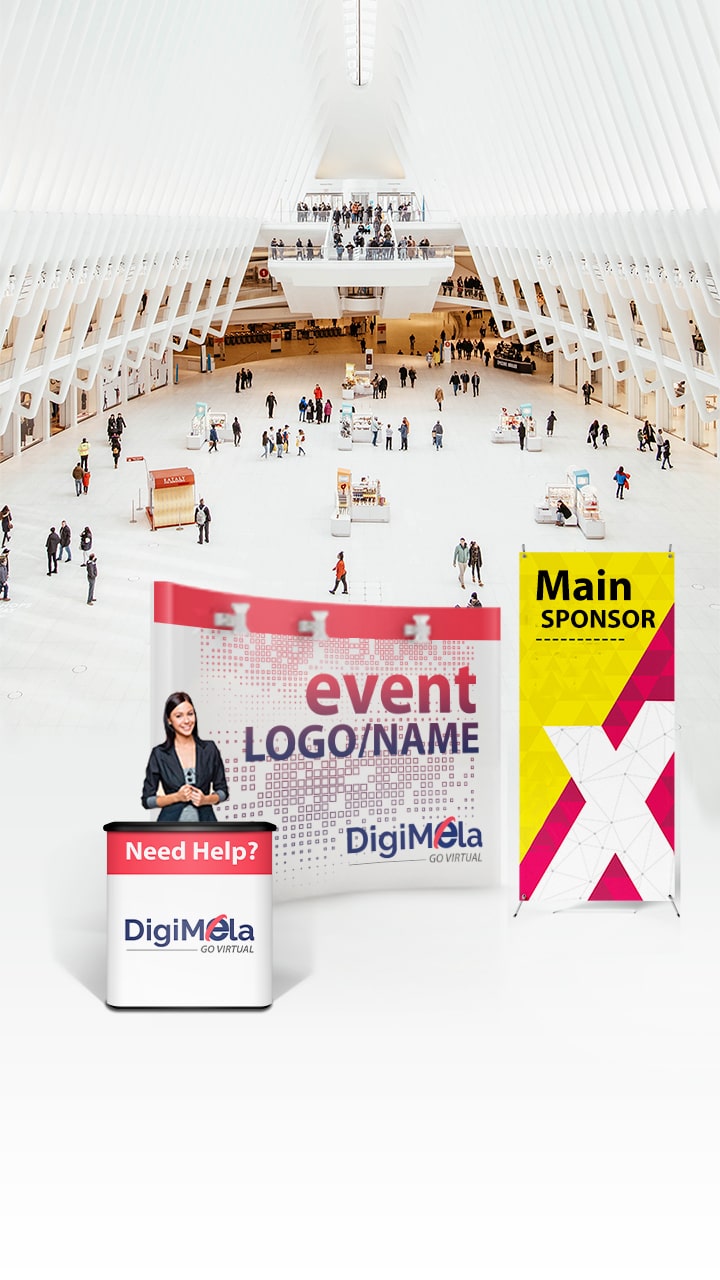 Main
SPONSOR
event
LOGO/NAME
DigiMela
GO VIRTUAL
Need Help?
DigiMela
GO VIRTUAL